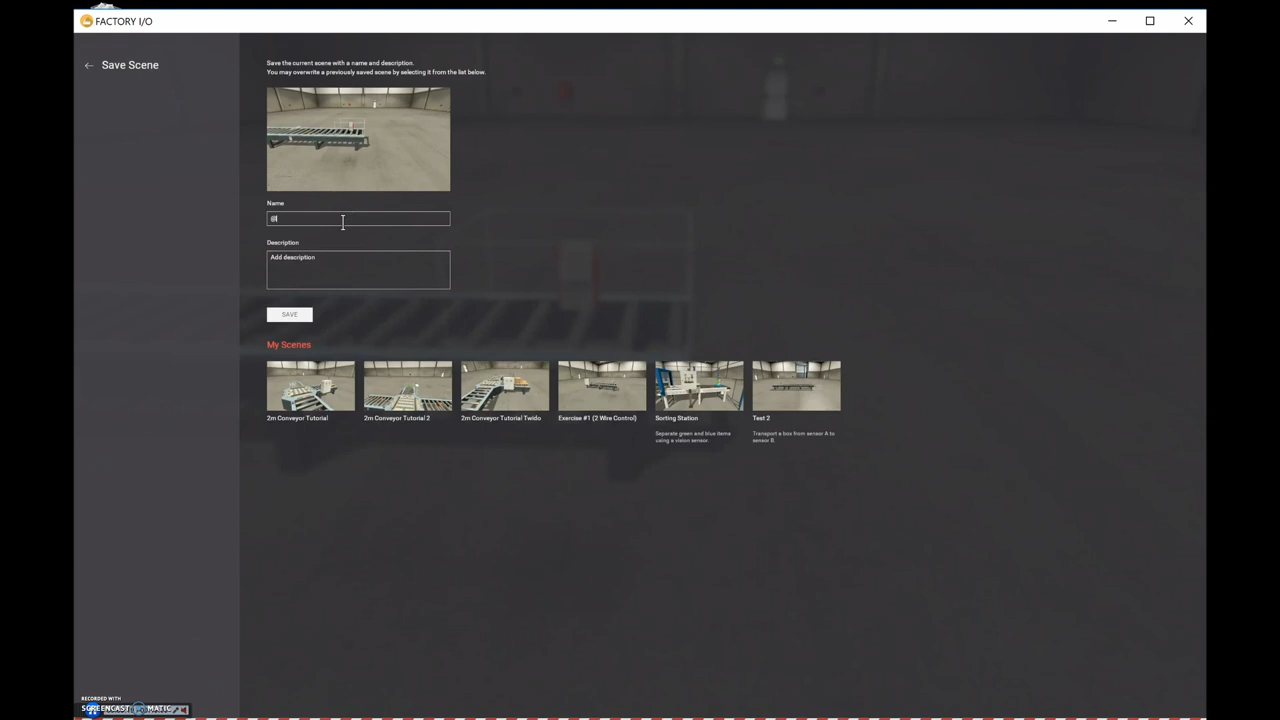 FACTORY I/O
Save Scene
Save the current scene with a name and description.
You may overwrite a previously saved scene by selecting it from the list below.
Name
Description
Add description
SAVE
My Scenes
2m Conveyor Tutorial
2m Conveyor Tutorial 2
2m Conveyor Tutorial Twido
Exercise #1 (2 Wire Control)
Sorting Station
Separate green and blue items
using a vision sensor.
Test 2
Transport a box from sensor A to
sensor B.
RECORDED WITH
SCREENCAST MATIC